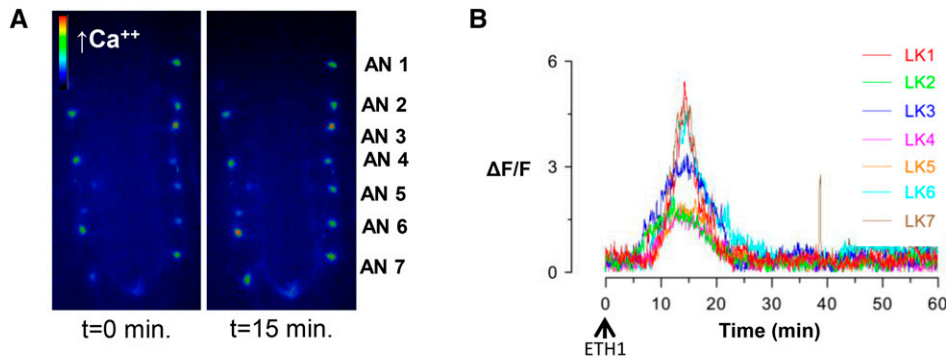 A
↑Ca++
AN 1
AN 2
AN 3
AN 4
AN 5
AN 6
AN 7
t=0 min.
t=15 min.
B
ΔF/F
6
3
0
0
10
20
30
40
50
60
Time (min)
ETH1
LK1
LK2
LK3
LK4
LK5
LK6
LK7